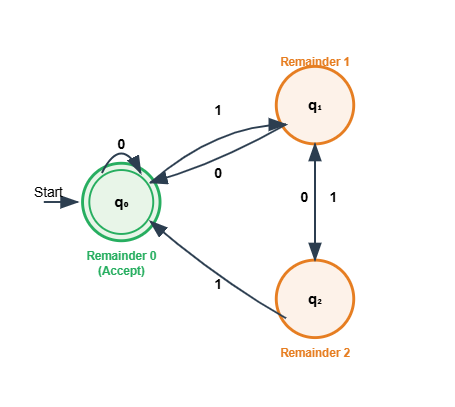 Remainder 1
q₁
1
0
0
Start
q₀
0 1
Remainder 0
(Accept)
1
q₂
Remainder 2